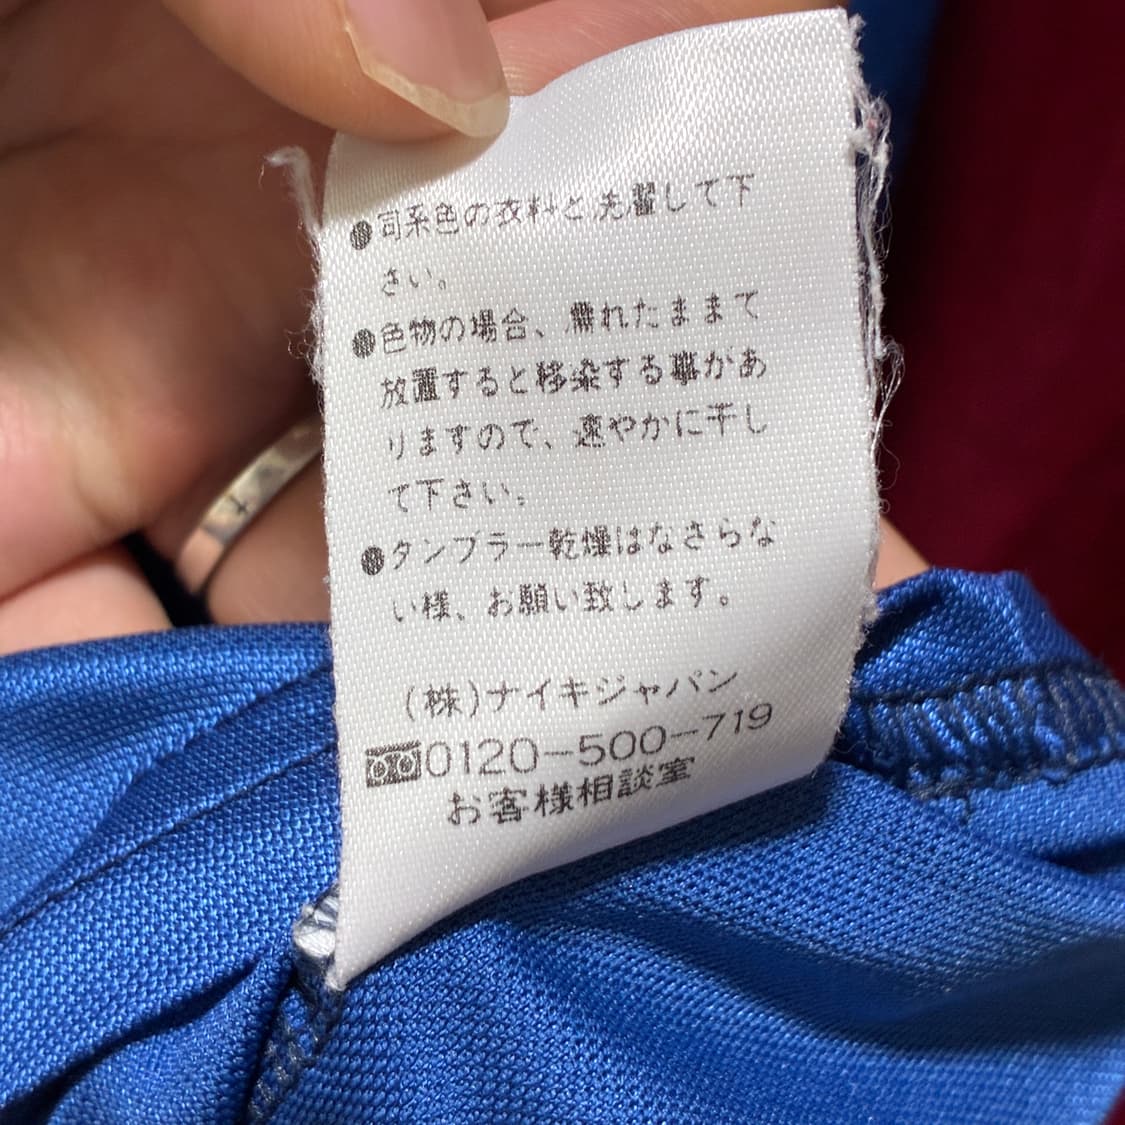 ●同系色の衣料と洗濯して下
さい。
●色物の場合、濡れたままで
放置すると移染する事があ
りますので、速やかに干し
て下さい。
●タンブラー乾燥はなさらな
い様、お願い致します。
(株)ナイキジャパン
0120-500-719
お客様相談室